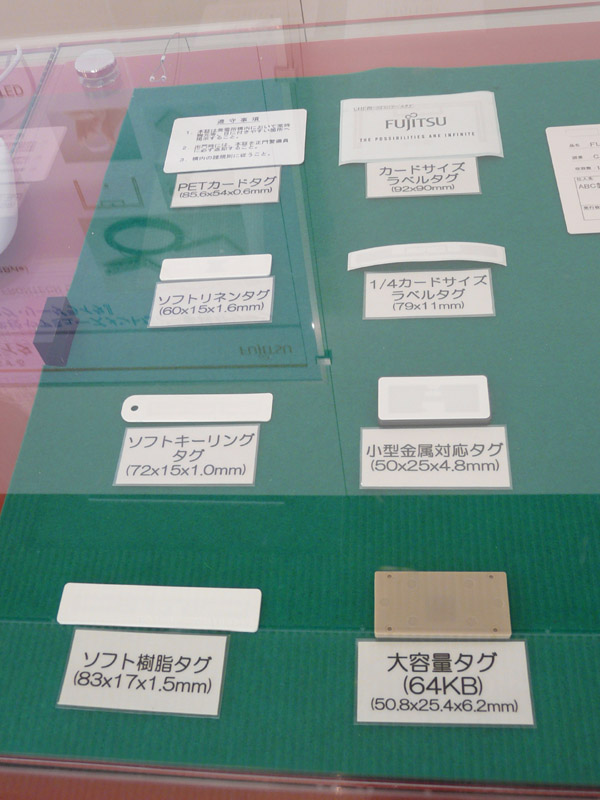 遵守事項
PETカードタグ
(85.6x54x0.6mm)
FUJITSU
THE POSSIBILITIES ARE INFINITE
カードサイズ
ラベルタグ
(92x90mm)
ソフトリネンタグ
(60x15x1.6mm)
1/4カードサイズ
ラベルタグ
(79x11mm)
ソフトキーリング
タグ
(72x15x1.0mm)
小型金属対応タグ
(50x25x4.8mm)
ソフト樹脂タグ
(83x17x1.5mm)
大容量タグ
(64KB)
(50.8x25.4x6.2mm)